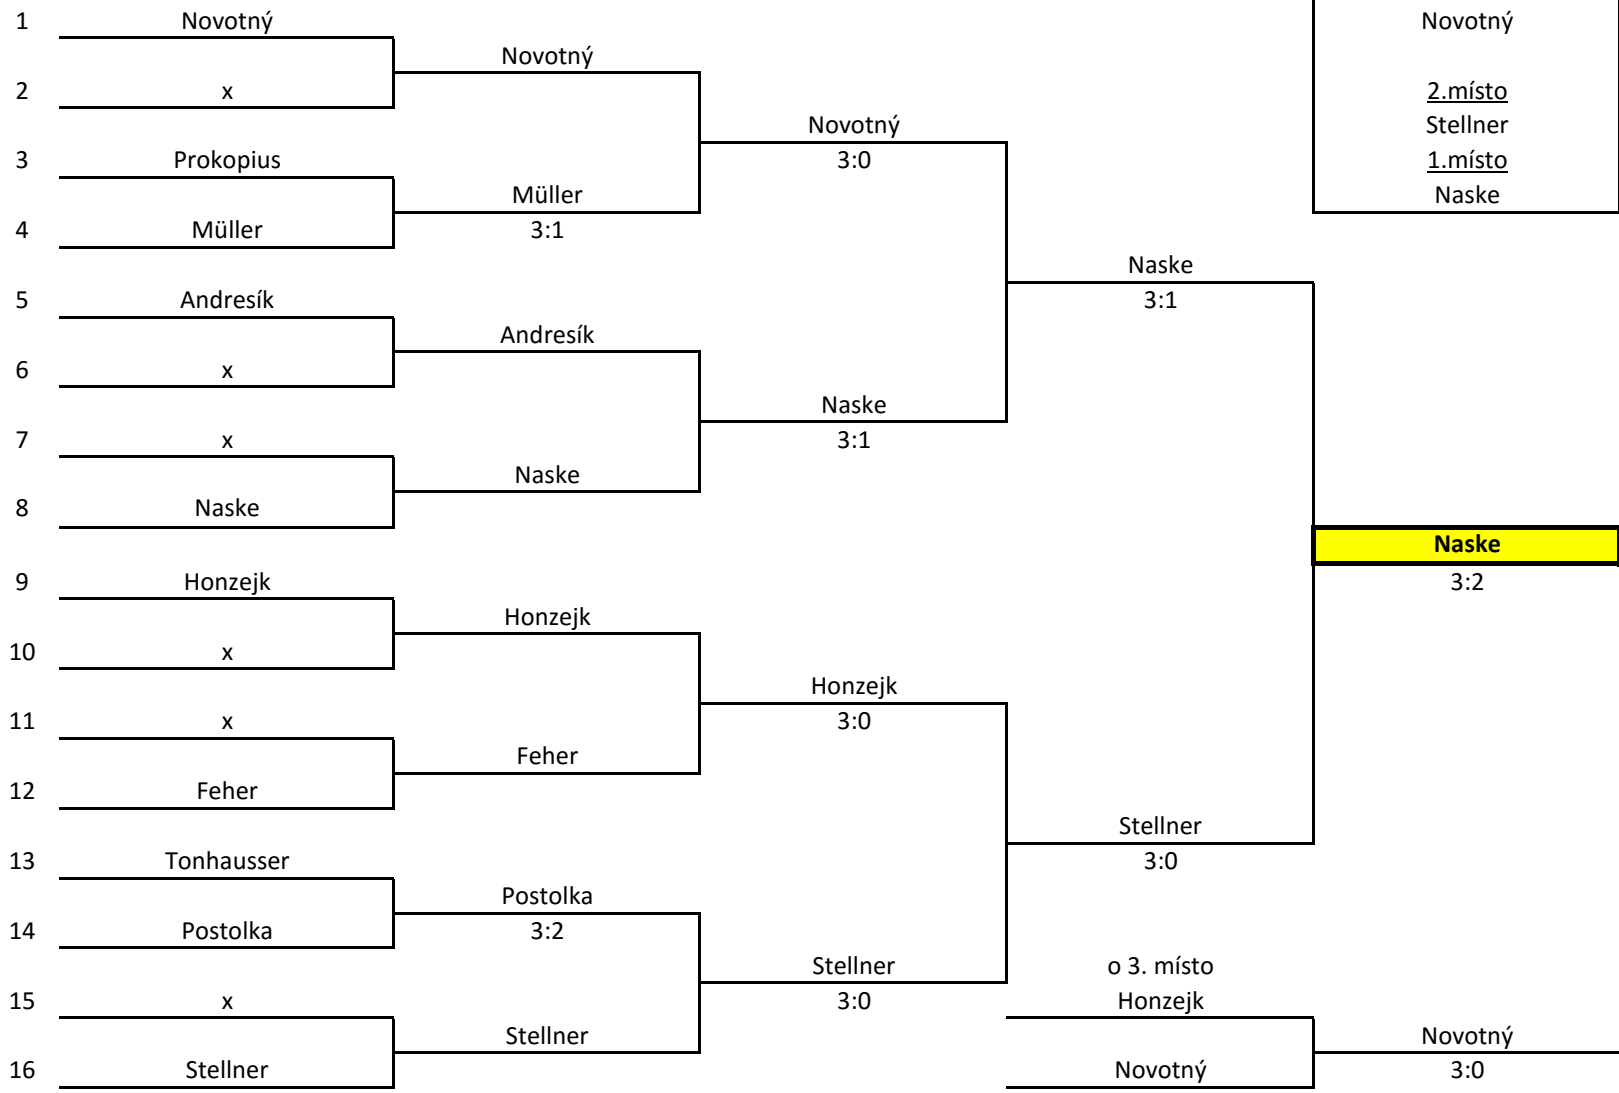 1 Novotný Novotný
Novotný
2 x 2.místo
Novotný Stellner
3 Prokopius 3:0 1.místo
Müller Naske
4 Müller 3:1
Naske
5 Andresík 3:1
Andresík
6 x
Naske
7 x 3:1
Naske
8 Naske
Naske
9 Honzejk 3:2
Honzejk
10 x
Honzejk
11 x 3:0
Feher
12 Feher
Stellner
13 Tonhausser 3:0
Postolka
14 Postolka 3:2
Stellner o 3. místo
15 x 3:0 Honzejk
Stellner Novotný
16 Stellner Novotný 3:0